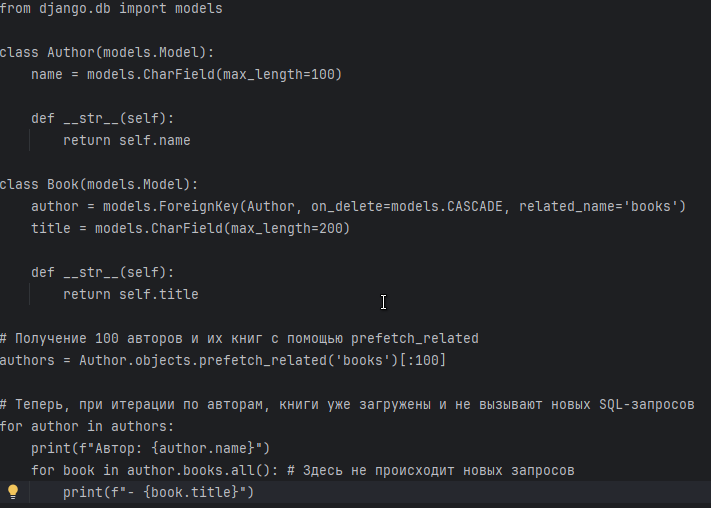 from django.db import models
class Author(models.Model):
    name = models.CharField(max_length=100)
    def __str__(self):
        return self.name
class Book(models.Model):
    author = models.ForeignKey(Author, on_delete=models.CASCADE, related_name='books')
    title = models.CharField(max_length=200)
    def __str__(self):
        return self.title
# Получение 100 авторов и их книг с помощью prefetch_related
authors = Author.objects.prefetch_related('books')[:100]
# Теперь, при итерации по авторам, книги уже загружены и не вызывают новых SQL-запросов
for author in authors:
    print(f"Автор: {author.name}")
    for book in author.books.all(): # Здесь не происходит новых запросов
        print(f"- {book.title}")